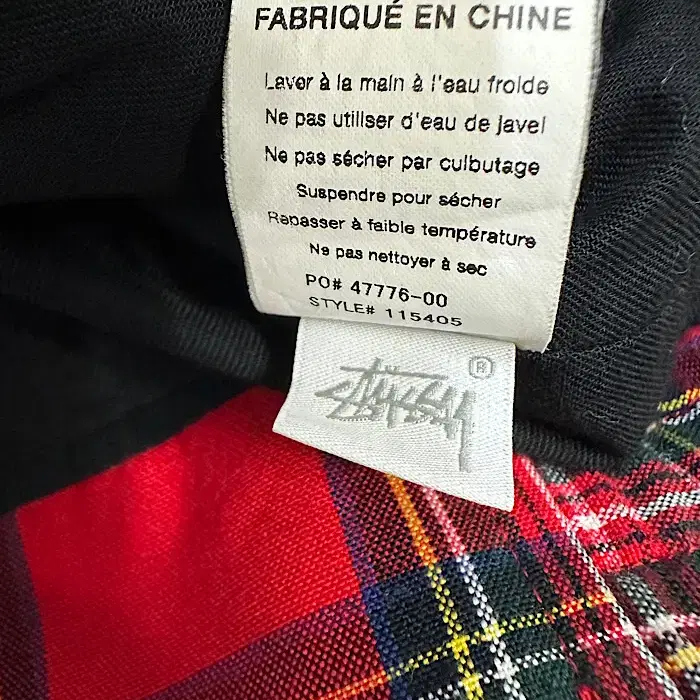 FABRIQUÉ EN CHINE
Laver à la main à l'eau froide
Ne pas utiliser d'eau de javel
Ne pas sécher par culbutage
Suspendre pour sécher
Repasser à faible température
Ne pas nettoyer à sec
PO# 47776-00
STYLE# 115405
Stüssy ®